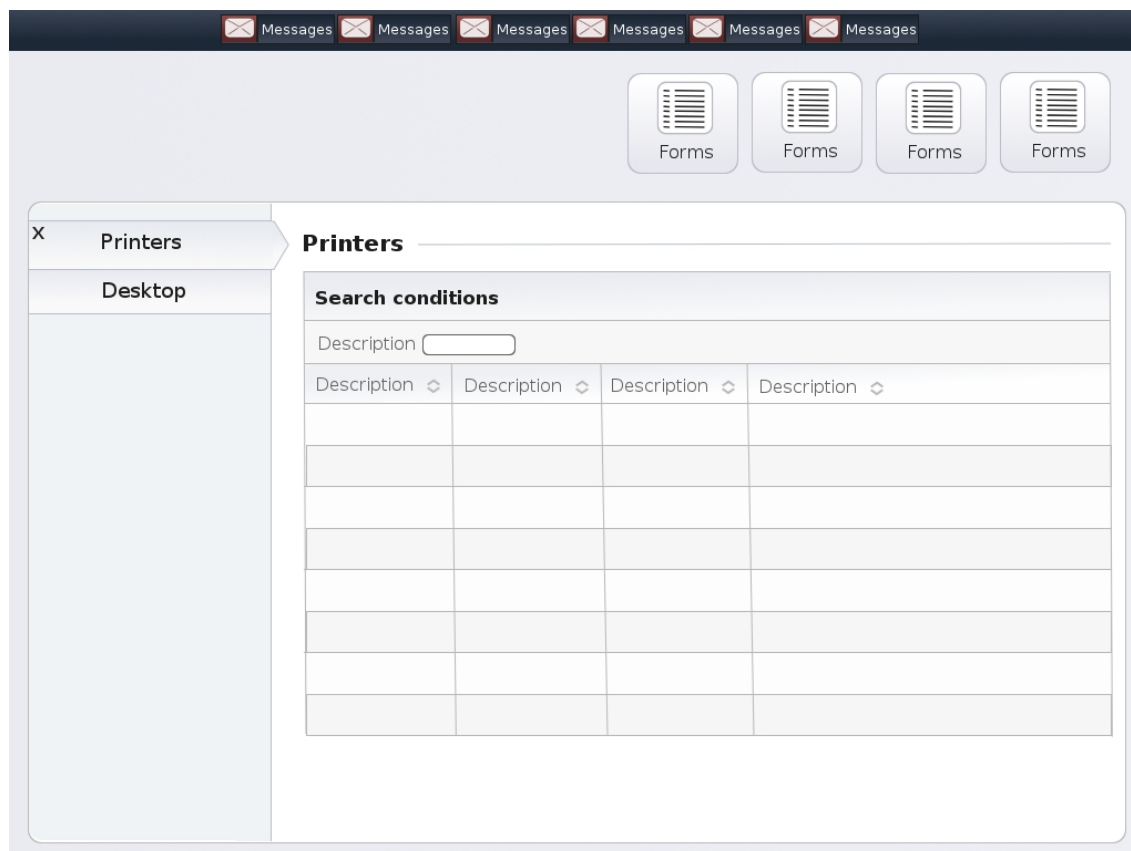 Messages Messages Messages Messages Messages Messages
Forms Forms Forms Forms
X Printers
Desktop
Printers
Search conditions
Description
Description Description Description Description